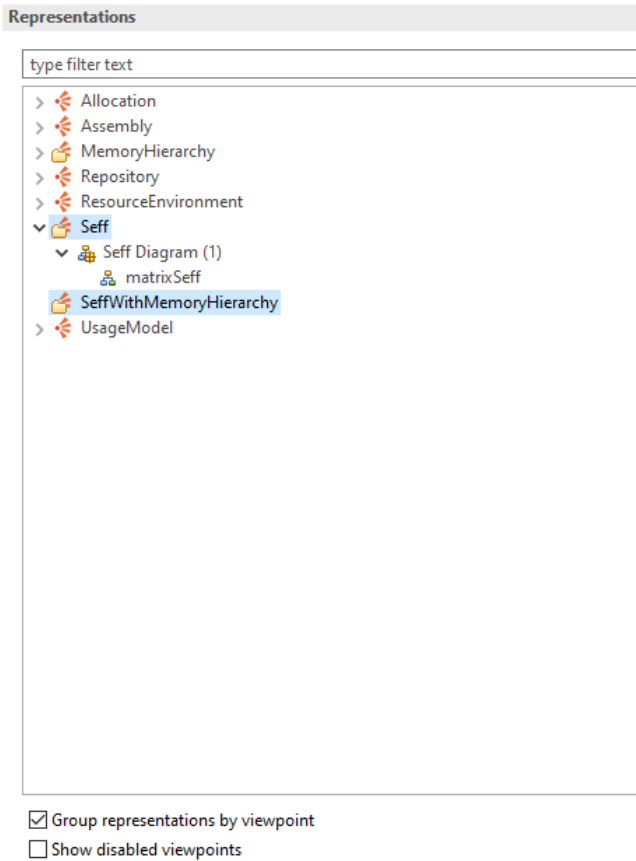 Representations
type filter text
Allocation
Assembly
MemoryHierarchy
Repository
ResourceEnvironment
Seff
Seff Diagram (1)
matrixSeff
SeffWithMemoryHierarchy
UsageModel
Group representations by viewpoint
Show disabled viewpoints